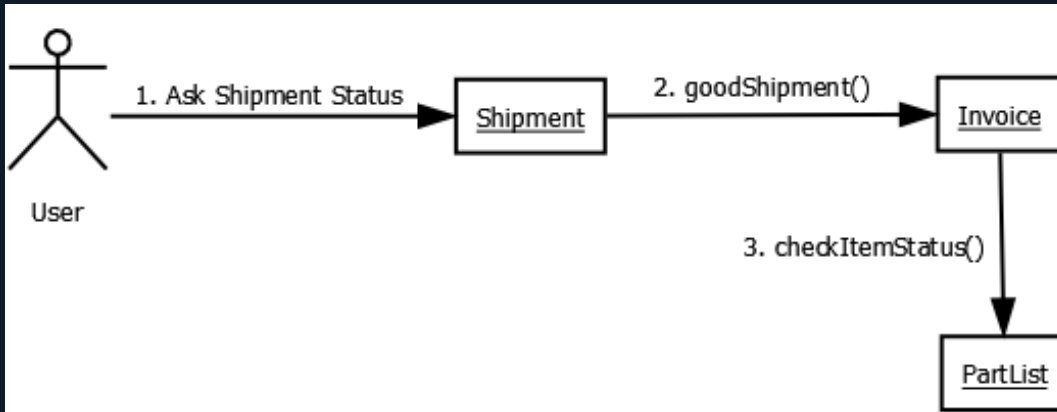 1. Ask Shipment Status
2. goodShipment()
Shipment
Invoice
User
3. checkItemStatus()
PartList